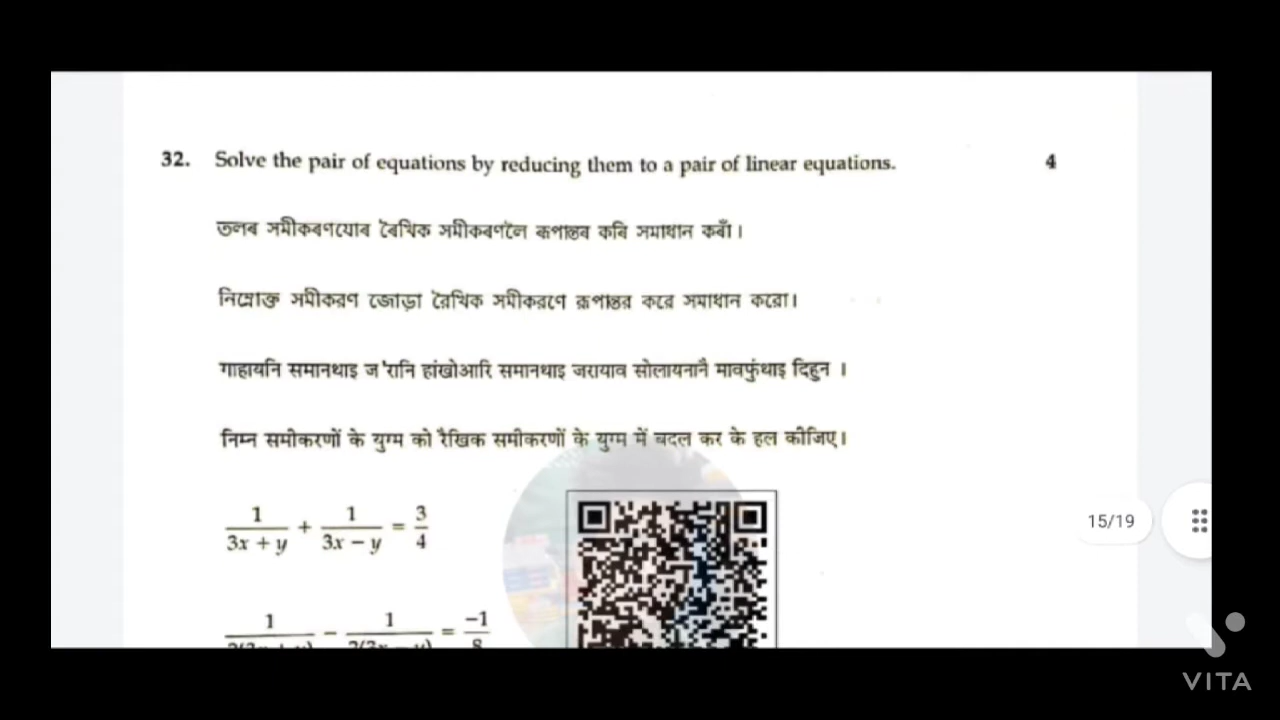 32. Solve the pair of equations by reducing them to a pair of linear equations. 4
তলৰ সমীকৰণযোৰ ৰৈখিক সমীকৰণলৈ ৰূপান্তৰ কৰি সমাধান কৰাঁ।
নিম্নোক্ত সমীকরণ জোড়া রৈখিক সমীকরণে রূপান্তর করে সমাধান করো।
गाहायनि समानथाइ ज'रानि हांखोआरि समानथाइ जरायाव सोलायनानै मावफुंथाइ दिहुन ।
निम्न समीकरणों के युग्म को रैखिक समीकरणों के युग्म में बदल कर के हल कीजिए।
1/(3x + y) + 1/(3x − y) = 3/4
15/19
VITA